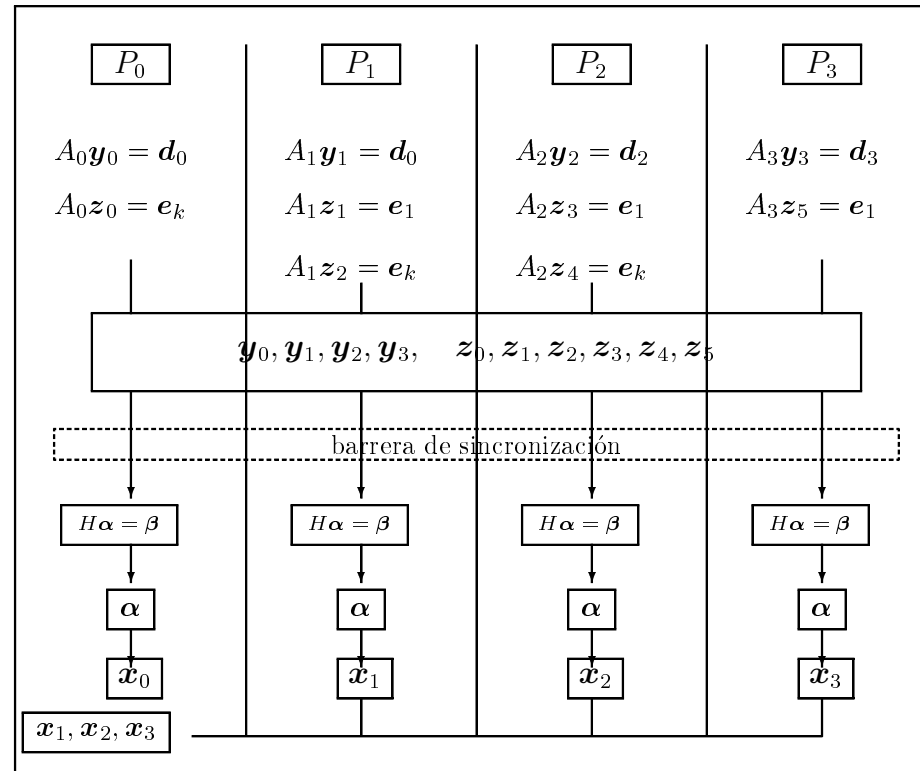 P₀ P₁ P₂ P₃
A₀y₀ = d₀ A₁y₁ = d₀ A₂y₂ = d₂ A₃y₃ = d₃
A₀z₀ = eₖ A₁z₁ = e₁ A₂z₃ = e₁ A₃z₅ = e₁
A₁z₂ = eₖ A₂z₄ = eₖ
y₀, y₁, y₂, y₃, z₀, z₁, z₂, z₃, z₄, z₅
barrera de sincronización
Hα = β Hα = β Hα = β Hα = β
α α α α
x₀ x₁ x₂ x₃
x₁, x₂, x₃